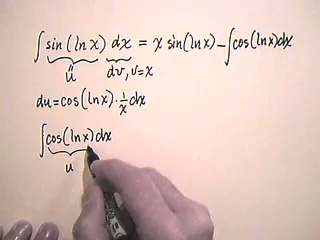 ∫ sin(ln x) dx = x sin(ln x) − ∫ cos(ln x) dx
u dv, v=x
du = cos(ln x) · 1/x dx
∫ cos(ln x) dx
u